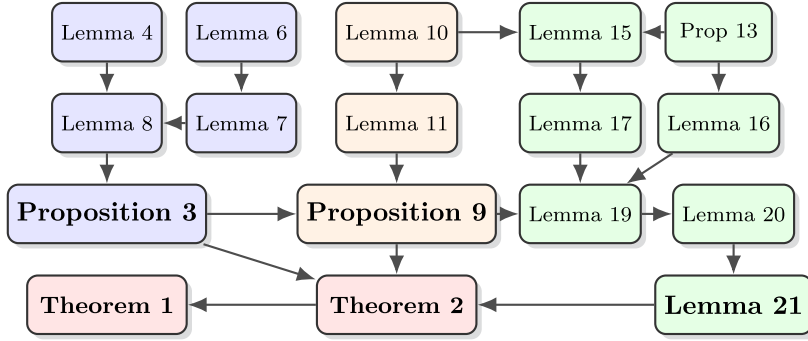 Lemma 4
Lemma 6
Lemma 10
Lemma 15
Prop 13
Lemma 8
Lemma 7
Lemma 11
Lemma 17
Lemma 16
Proposition 3
Proposition 9
Lemma 19
Lemma 20
Theorem 1
Theorem 2
Lemma 21